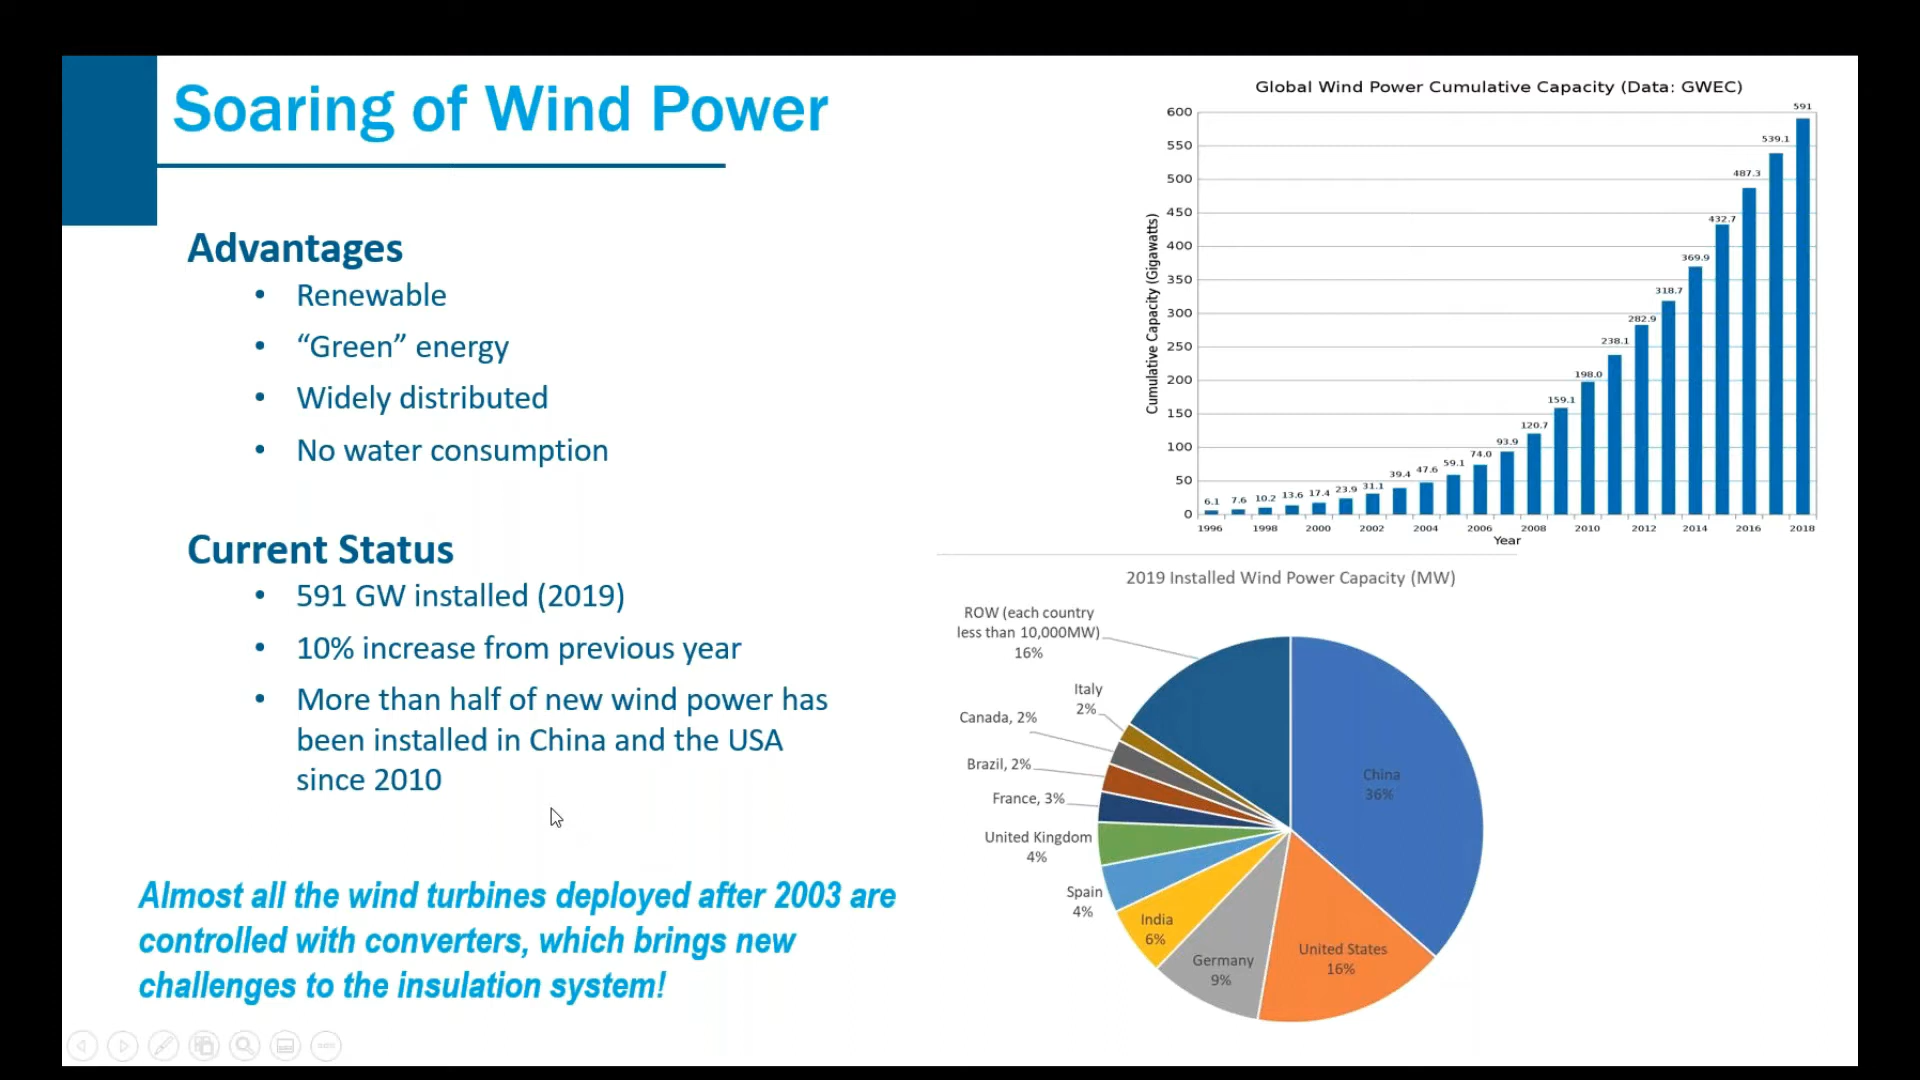 Soaring of Wind Power
Advantages
• Renewable
• “Green” energy
• Widely distributed
• No water consumption
Current Status
• 591 GW installed (2019)
• 10% increase from previous year
• More than half of new wind power has
been installed in China and the USA
since 2010
Almost all the wind turbines deployed after 2003 are
controlled with converters, which brings new
challenges to the insulation system!
Global Wind Power Cumulative Capacity (Data: GWEC)
Cumulative Capacity (Gigawatts)
600
550
500
450
400
350
300
250
200
150
100
50
0
6.1 7.6 10.2 13.6 17.4 23.9 31.1 39.4 47.6 59.1 74.0 93.9 120.7 159.1 198.0 238.1 282.9 318.7 369.9 432.7 487.3 539.1 591
1996 1998 2000 2002 2004 2006 2008 2010 2012 2014 2016 2018
Year
2019 Installed Wind Power Capacity (MW)
ROW (each country
less than 10,000MW)
16%
Italy
2%
Canada, 2%
Brazil, 2%
France, 3%
United Kingdom
4%
Spain
4%
India
6%
Germany
9%
United States
16%
China
36%